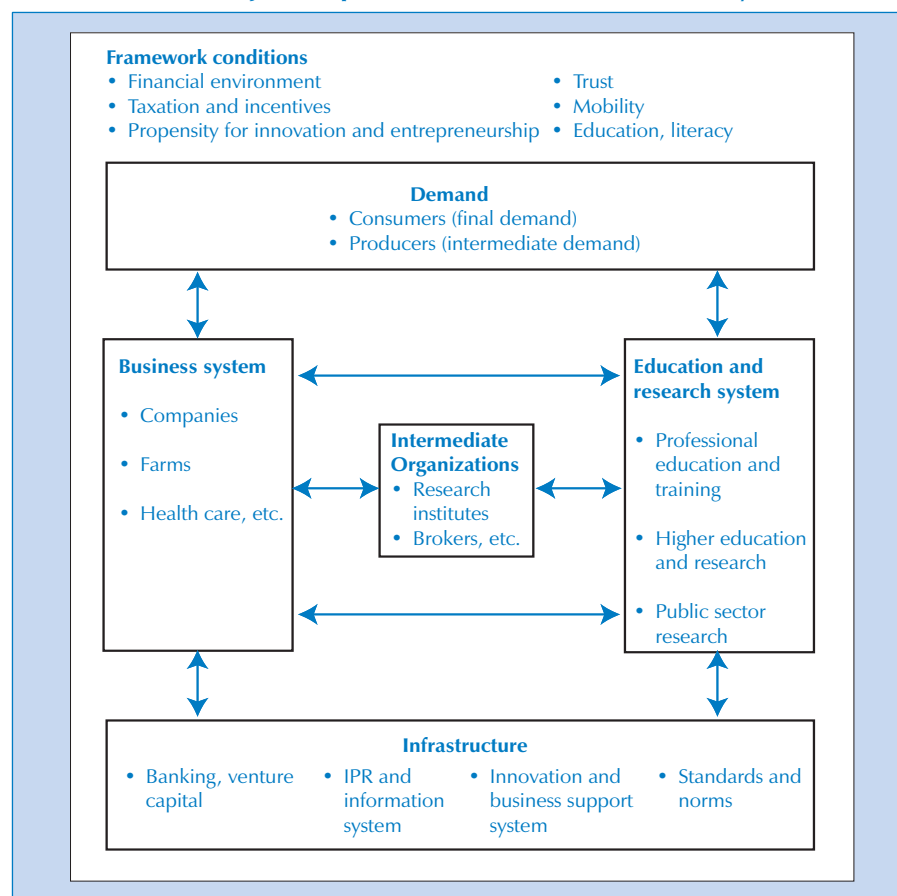 Framework conditions
• Financial environment
• Taxation and incentives
• Propensity for innovation and entrepreneurship
• Trust
• Mobility
• Education, literacy
Demand
• Consumers (final demand)
• Producers (intermediate demand)
Business system
• Companies
• Farms
• Health care, etc.
Intermediate
Organizations
• Research
institutes
• Brokers, etc.
Education and
research system
• Professional
education and
training
• Higher education
and research
• Public sector
research
Infrastructure
• Banking, venture
capital
• IPR and
information
system
• Innovation and
business support
system
• Standards and
norms